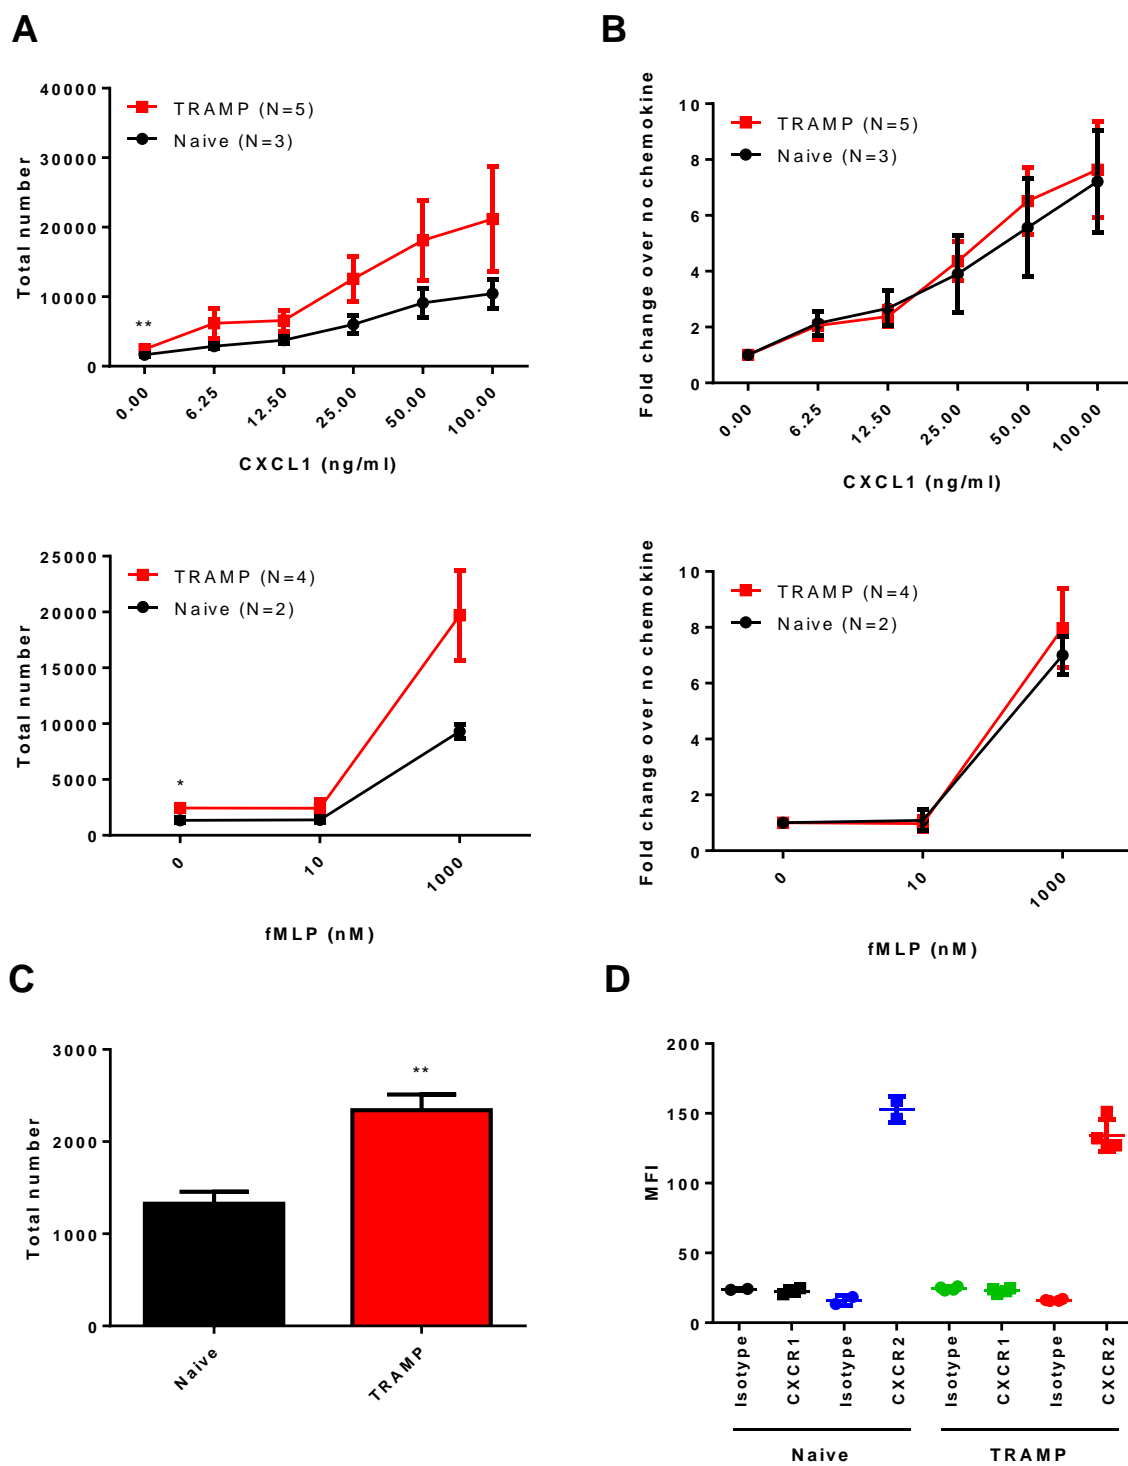 A
40000
30000
20000
10000
0
Total number
TRAMP (N=5)
Naive (N=3)
**
0.00
6.25
12.50
25.00
50.00
100.00
CXCL1 (ng/ml)
B
10
8
6
4
2
0
Fold change over no chemokine
TRAMP (N=5)
Naive (N=3)
0.00
6.25
12.50
25.00
50.00
100.00
CXCL1 (ng/ml)
25000
20000
15000
10000
5000
0
Total number
TRAMP (N=4)
Naive (N=2)
*
0
10
1000
fMLP (nM)
10
8
6
4
2
0
Fold change over no chemokine
TRAMP (N=4)
Naive (N=2)
0
10
1000
fMLP (nM)
C
3000
2000
1000
0
Total number
**
Naive
TRAMP
D
200
150
100
50
0
MFI
Isotype
CXCR1
Isotype
CXCR2
Isotype
CXCR1
Isotype
CXCR2
Naive
TRAMP